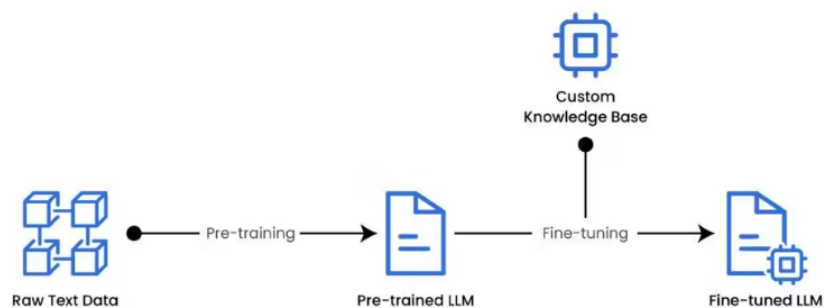 Custom
Knowledge Base
Pre-training
Fine-tuning
Raw Text Data
Pre-trained LLM
Fine-tuned LLM